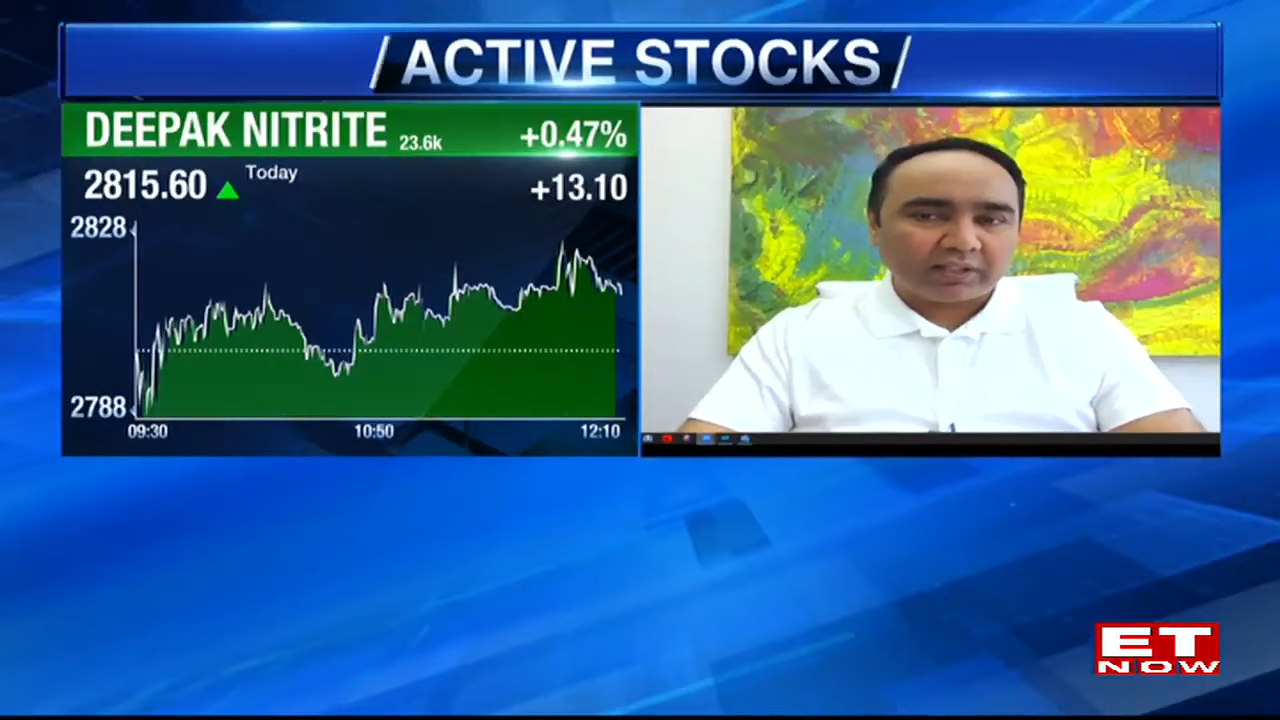 /ACTIVE STOCKS/
DEEPAK NITRITE 23.6k +0.47%
2815.60 Today +13.10
2828
2788
09:30 10:50 12:10
ET
NOW